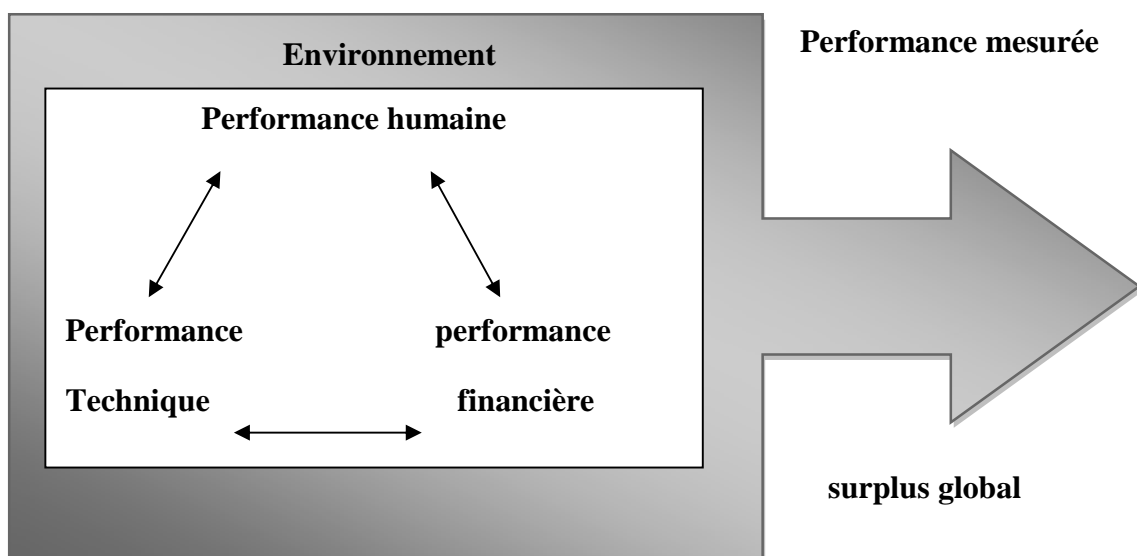 Environnement
Performance mesurée
Performance humaine
Performance
performance
Technique
financière
surplus global